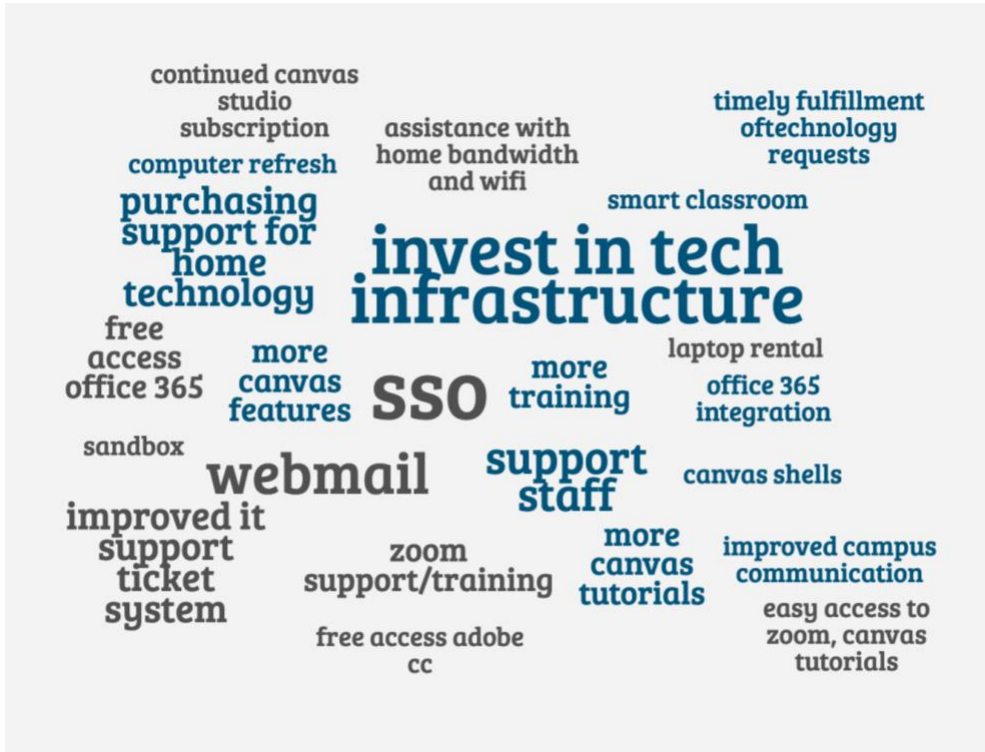 continued canvas
studio
subscription
assistance with
home bandwidth
and wifi
timely fulfillment
oftechnology
requests
computer refresh
smart classroom
purchasing
support for
home
technology
invest in tech
infrastructure
free
access
office 365
more
canvas
features
sso
more
training
laptop rental
office 365
integration
sandbox
webmail
support
staff
canvas shells
improved it
support
ticket
system
zoom
support/training
more
canvas
tutorials
improved campus
communication
free access adobe
cc
easy access to
zoom, canvas
tutorials